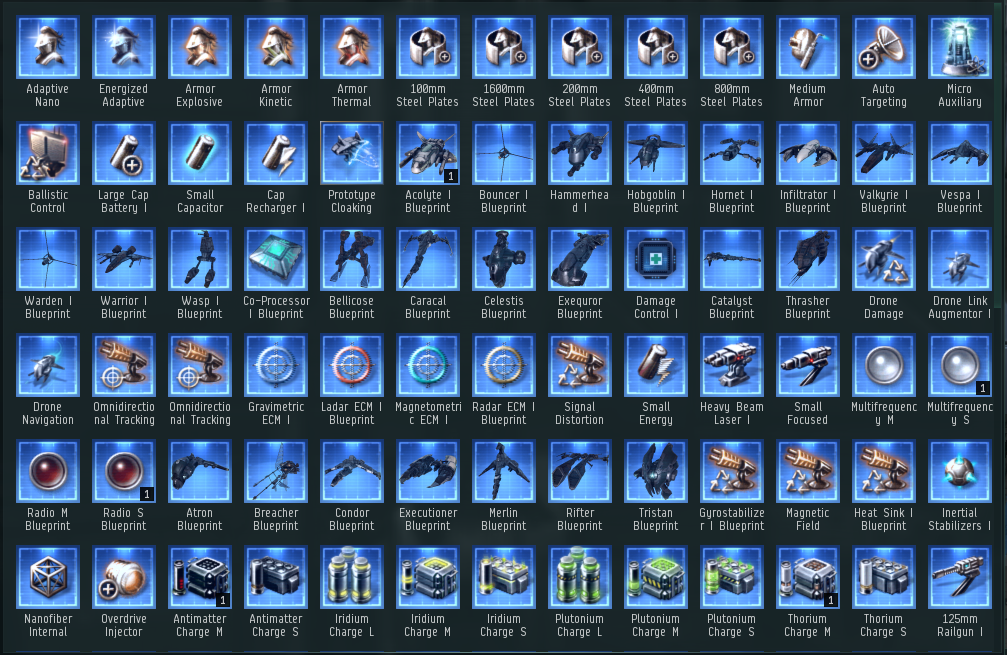 Adaptive Nano
Energized Adaptive
Armor Explosive
Armor Kinetic
Armor Thermal
100mm Steel Plates
1600mm Steel Plates
200mm Steel Plates
400mm Steel Plates
800mm Steel Plates
Medium Armor
Auto Targeting
Micro Auxiliary
Ballistic Control
Large Cap Battery I
Small Capacitor
Cap Recharger I
Prototype Cloaking
1
Acolyte I Blueprint
Bouncer I Blueprint
Hammerhea d I
Hobgoblin I Blueprint
Hornet I Blueprint
Infiltrator I Blueprint
Valkyrie I Blueprint
Vespa I Blueprint
Warden I Blueprint
Warrior I Blueprint
Wasp I Blueprint
Co-Processor I Blueprint
Bellicose Blueprint
Caracal Blueprint
Celestis Blueprint
Exequror Blueprint
Damage Control I
Catalyst Blueprint
Thrasher Blueprint
Drone Damage
Drone Link Augmentor I
Drone Navigation
Omnidirectio nal Tracking
Omnidirectio nal Tracking
Gravimetric ECM I
Ladar ECM I Blueprint
Magnetometri c ECM I
Radar ECM I Blueprint
Signal Distortion
Small Energy
Heavy Beam Laser I
Small Focused
Multifrequenc y M
1
Multifrequenc y S
Radio M Blueprint
1
Radio S Blueprint
Atron Blueprint
Breacher Blueprint
Condor Blueprint
Executioner Blueprint
Merlin Blueprint
Rifter Blueprint
Tristan Blueprint
Gyrostabilize r I Blueprint
Magnetic Field
Heat Sink I Blueprint
Inertial Stabilizers I
Nanofiber Internal
Overdrive Injector
1
Antimatter Charge M
Antimatter Charge S
Iridium Charge L
Iridium Charge M
Iridium Charge S
Plutonium Charge L
Plutonium Charge M
Plutonium Charge S
1
Thorium Charge M
Thorium Charge S
125mm Railgun I